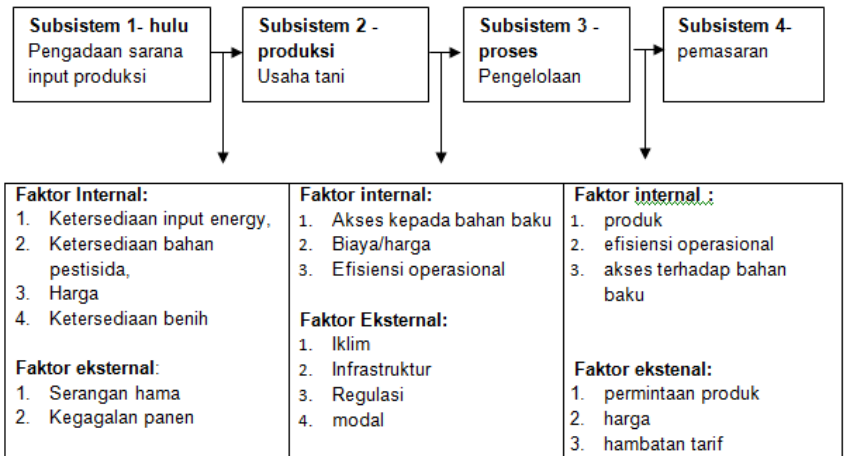 Subsistem 1- hulu
Pengadaan sarana
input produksi
Subsistem 2 -
produksi
Usaha tani
Subsistem 3 -
proses
Pengelolaan
Subsistem 4-
pemasaran
Faktor Internal:
1. Ketersediaan input energy,
2. Ketersediaan bahan
pestisida,
3. Harga
4. Ketersediaan benih
Faktor eksternal:
1. Serangan hama
2. Kegagalan panen
Faktor internal:
1. Akses kepada bahan baku
2. Biaya/harga
3. Efisiensi operasional
Faktor Eksternal:
1. Iklim
2. Infrastruktur
3. Regulasi
4. modal
Faktor internal :
1. produk
2. efisiensi operasional
3. akses terhadap bahan
baku
Faktor ekstenal:
1. permintaan produk
2. harga
3. hambatan tarif